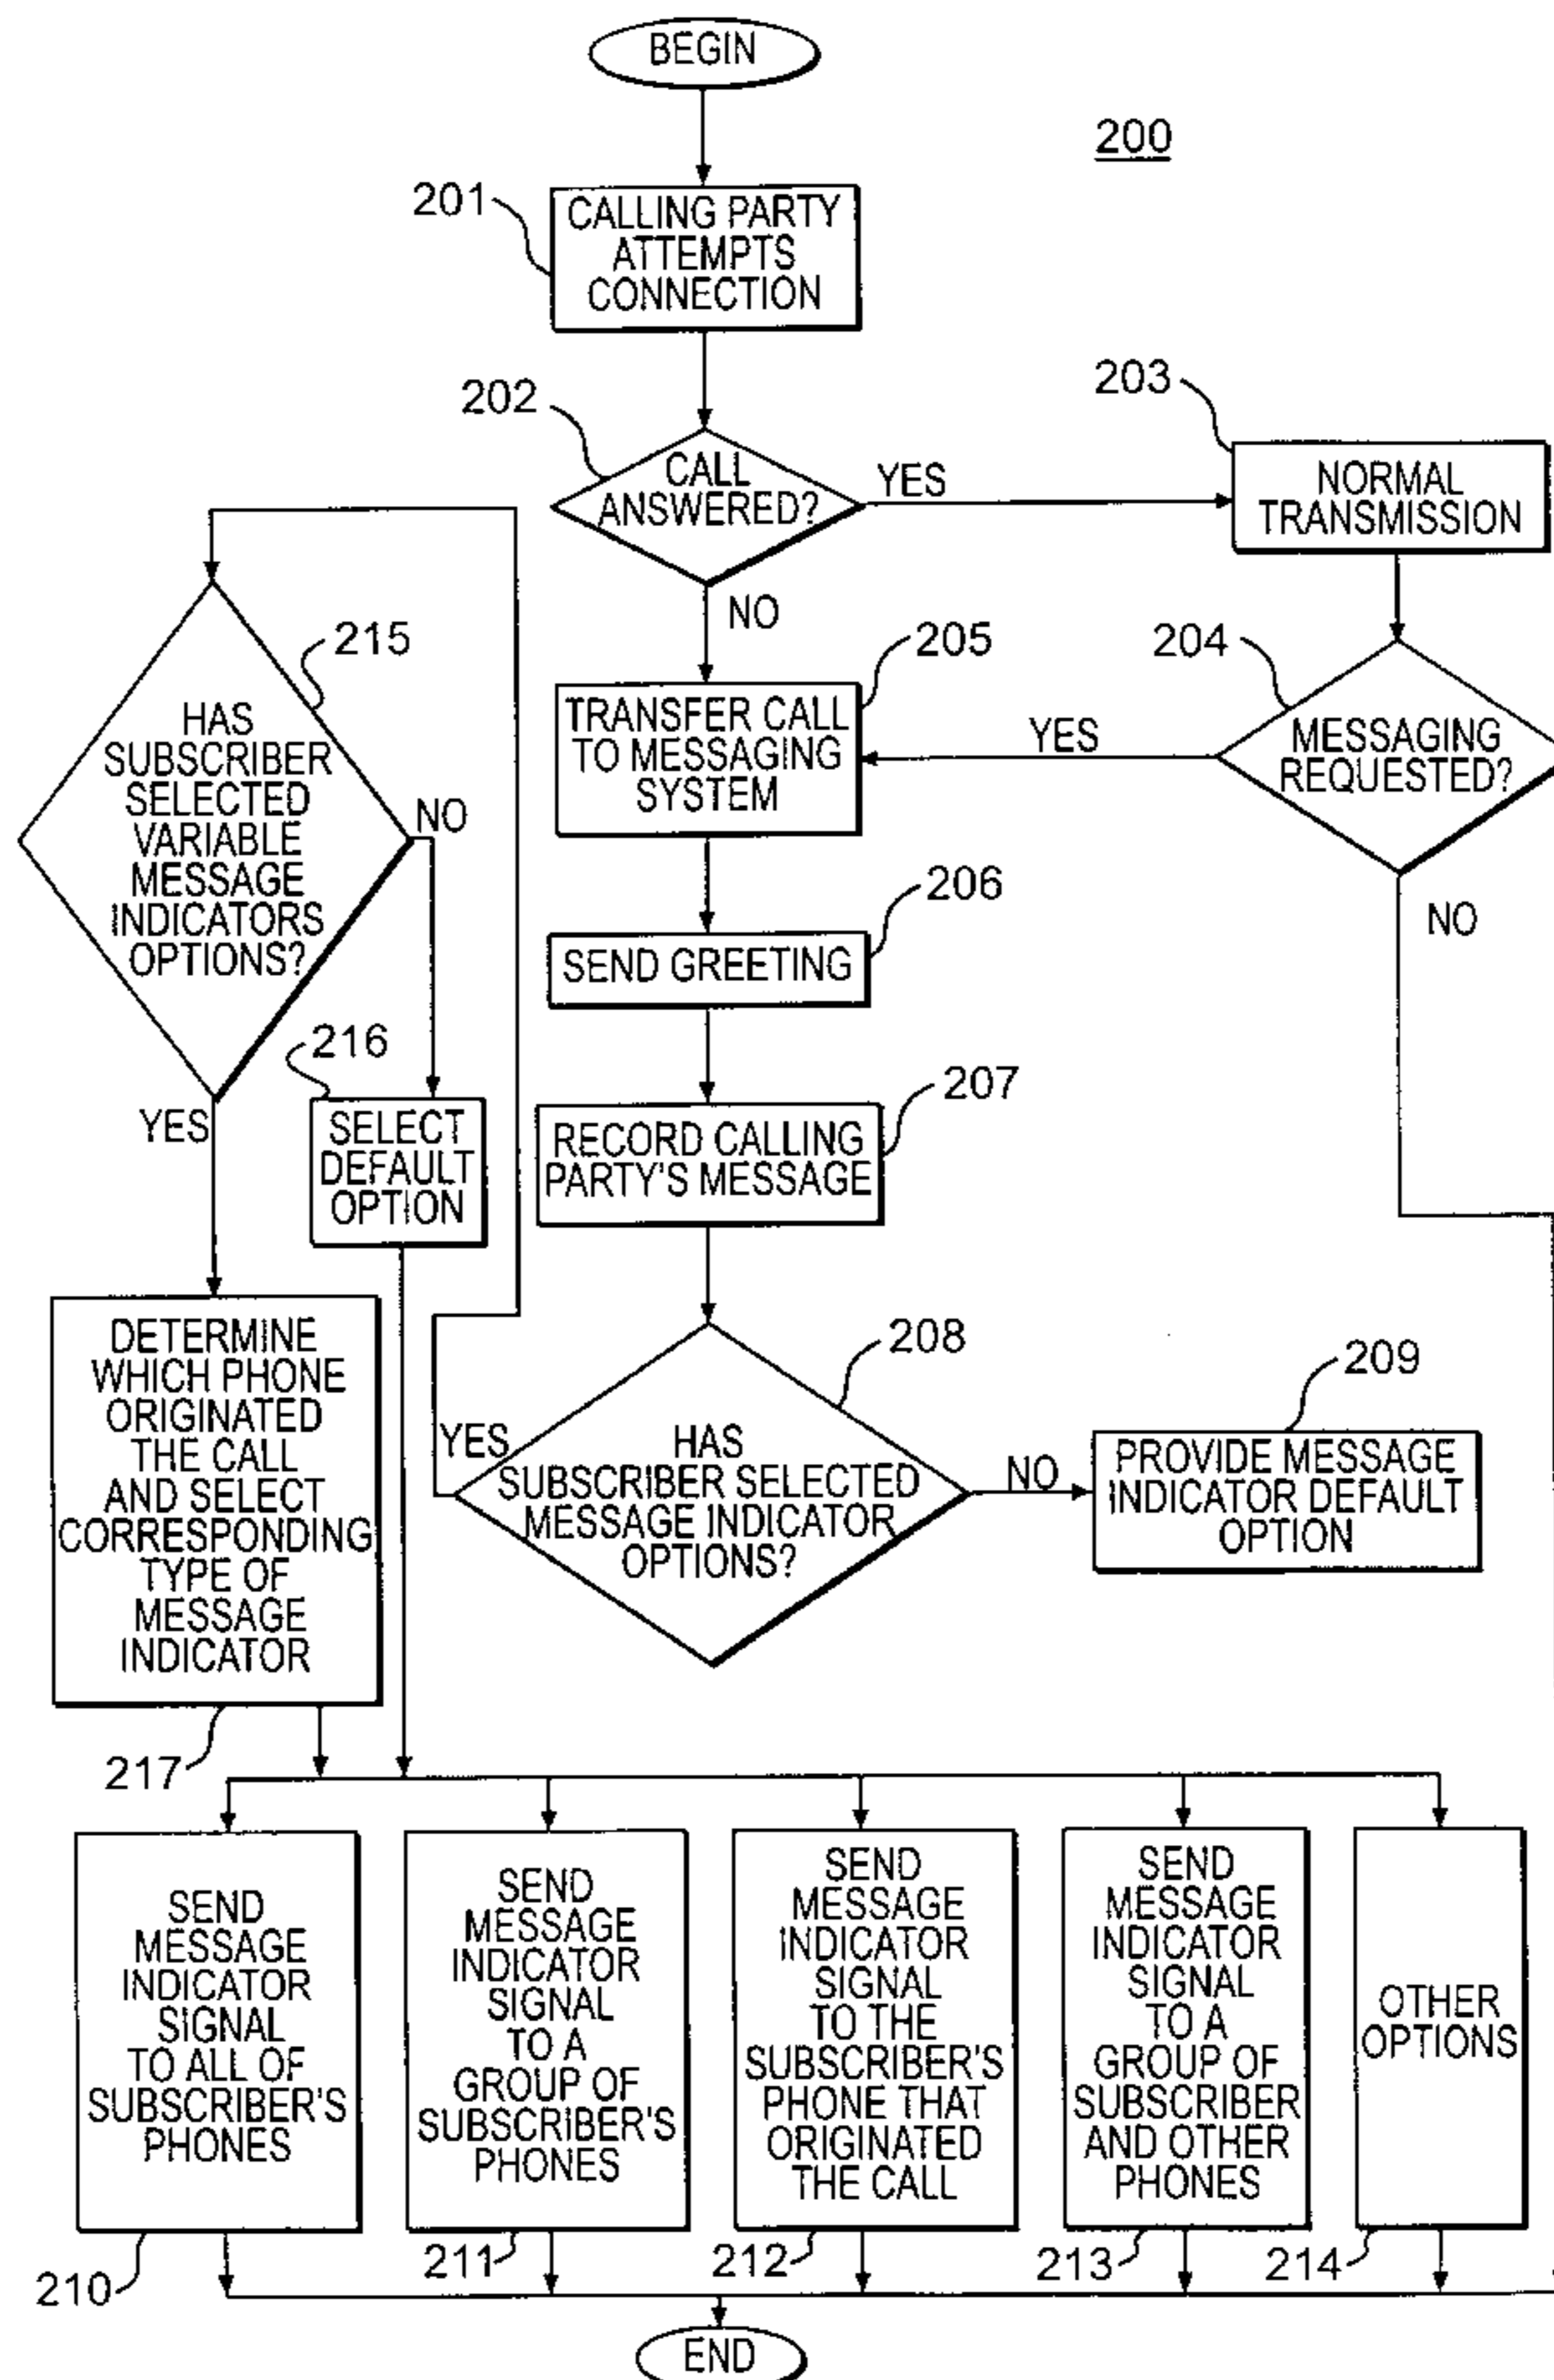 BEGIN
200
201
CALLING PARTY
ATTEMPTS
CONNECTION
202
CALL
ANSWERED?
YES
NO
203
NORMAL
TRANSMISSION
204
MESSAGING
REQUESTED?
YES
NO
205
TRANSFER CALL
TO MESSAGING
SYSTEM
206
SEND GREETING
207
RECORD CALLING
PARTY'S MESSAGE
208
HAS
SUBSCRIBER SELECTED
MESSAGE INDICATOR
OPTIONS?
YES
NO
209
PROVIDE MESSAGE
INDICATOR DEFAULT
OPTION
215
HAS
SUBSCRIBER
SELECTED
VARIABLE
MESSAGE
INDICATORS
OPTIONS?
NO
YES
216
SELECT
DEFAULT
OPTION
DETERMINE
WHICH PHONE
ORIGINATED
THE CALL
AND SELECT
CORRESPONDING
TYPE OF
MESSAGE
INDICATOR
217
SEND
MESSAGE
INDICATOR
SIGNAL
TO ALL OF
SUBSCRIBER'S
PHONES
210
SEND
MESSAGE
INDICATOR
SIGNAL
TO A
GROUP OF
SUBSCRIBER'S
PHONES
211
SEND
MESSAGE
INDICATOR
SIGNAL
TO THE
SUBSCRIBER'S
PHONE THAT
ORIGINATED
THE CALL
212
SEND
MESSAGE
INDICATOR
SIGNAL
TO A
GROUP OF
SUBSCRIBER
AND OTHER
PHONES
213
OTHER
OPTIONS
214
END